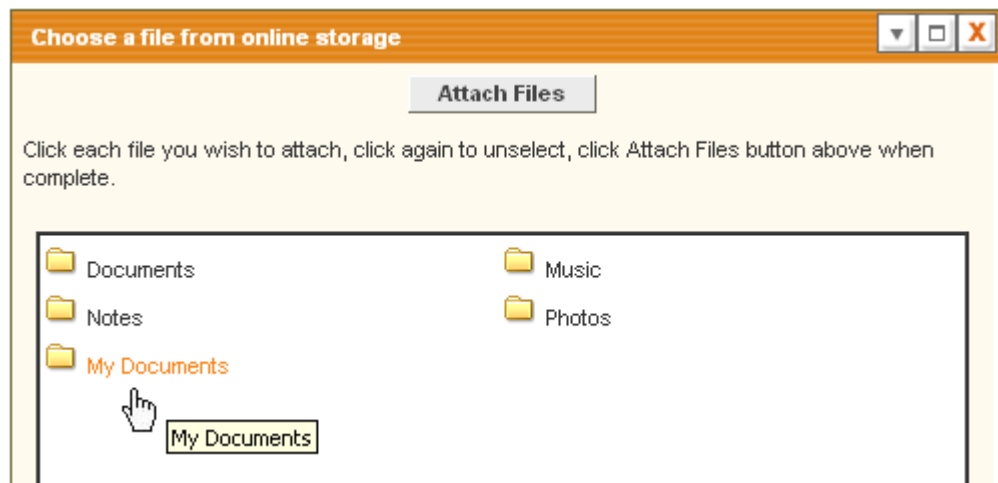 Choose a file from online storage
X
Attach Files
Click each file you wish to attach, click again to unselect, click Attach Files button above when
complete.
Documents
Music
Notes
Photos
My Documents
My Documents